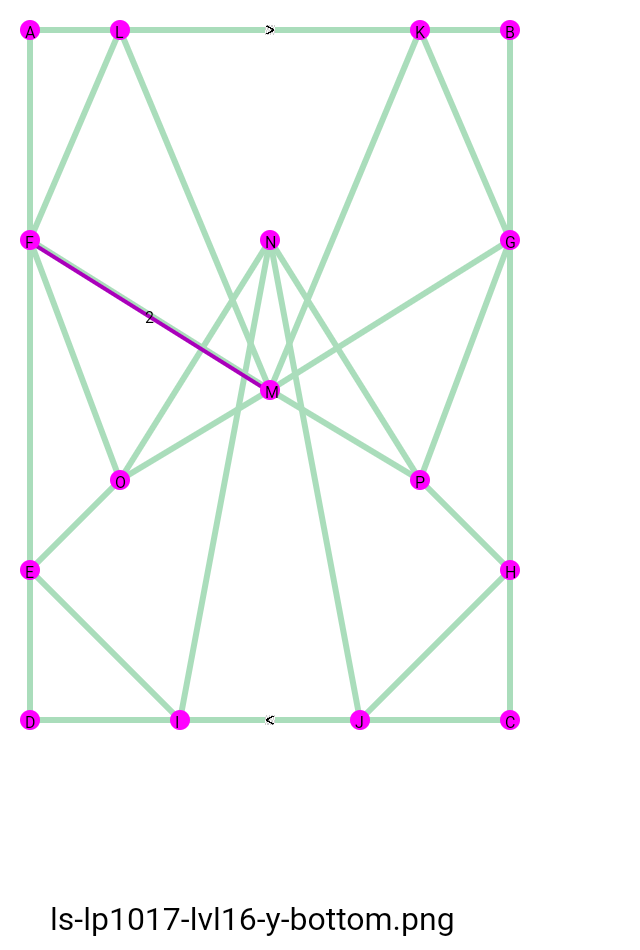 A L > K B
F N G
2
M
O P
E H
D I < J C
ls-lp1017-lvl16-y-bottom.png